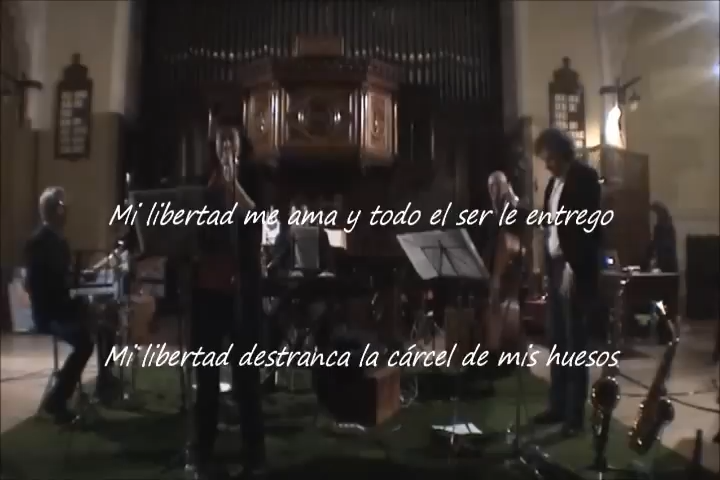 Mi libertad me ama y todo el ser le entrego
Mi libertad destranca la cárcel de mis huesos